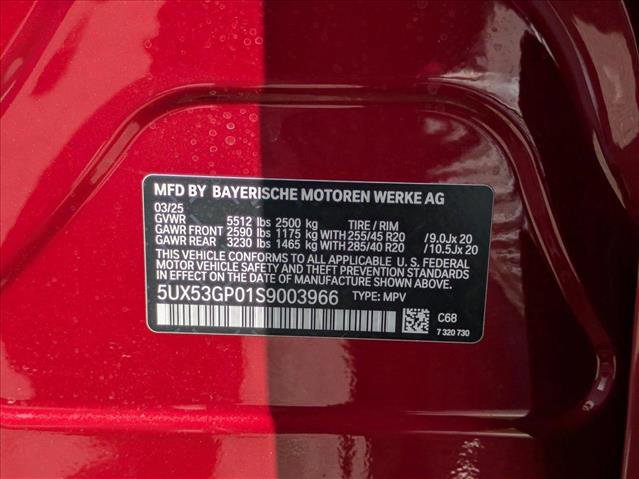 MFD BY BAYERISCHE MOTOREN WERKE AG
03/25
GVWR 5512 lbs 2500 kg TIRE / RIM
GAWR FRONT 2590 lbs 1175 kg WITH 255/45 R20 /9.0Jx 20
GAWR REAR 3230 lbs 1465 kg WITH 285/40 R20 /10.5Jx 20
THIS VEHICLE CONFORMS TO ALL APPLICABLE U. S. FEDERAL
MOTOR VEHICLE SAFETY STANDARDS IN EFFECT ON THE DATE
OF MANUFACTURE SHOWN ABOVE.
5UX53GP01S9003966 TYPE: MPV
C68
7 320 730